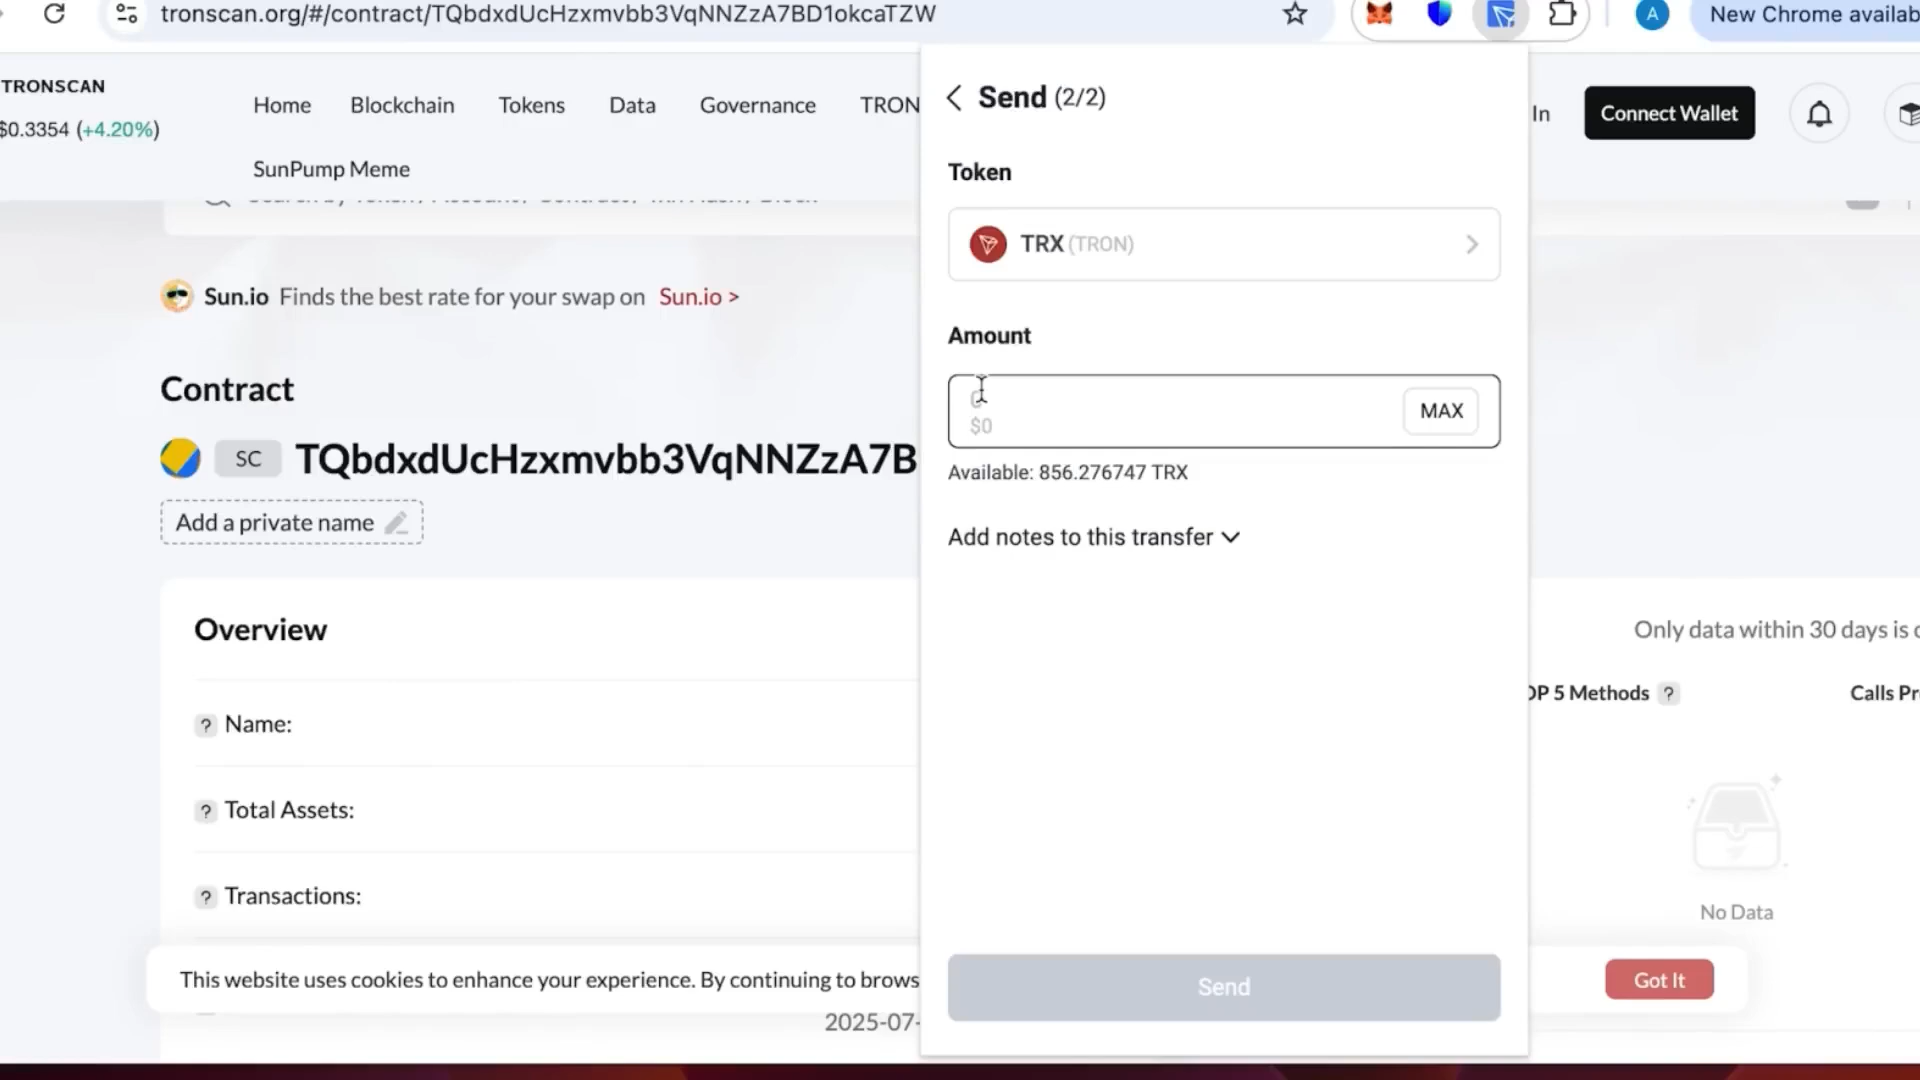 tronscan.org/#/contract/TQbdxdUcHzxmvbb3VqNNZzA7BD1okcaTZW
A
New Chrome availab
TRONSCAN
$0.3354 (+4.20%)
Home
Blockchain
Tokens
Data
Governance
TRON
SunPump Meme
In
Connect Wallet
Sun.io Finds the best rate for your swap on Sun.io >
Contract
SC
TQbdxdUcHzxmvbb3VqNNZzA7B
Add a private name
Overview
? Name:
? Total Assets:
? Transactions:
This website uses cookies to enhance your experience. By continuing to brows
2025-07-
Send (2/2)
Token
TRX (TRON)
Amount
0
$0
MAX
Available: 856.276747 TRX
Add notes to this transfer
Send
Only data within 30 days is
OP 5 Methods ?
Calls Pr
No Data
Got It